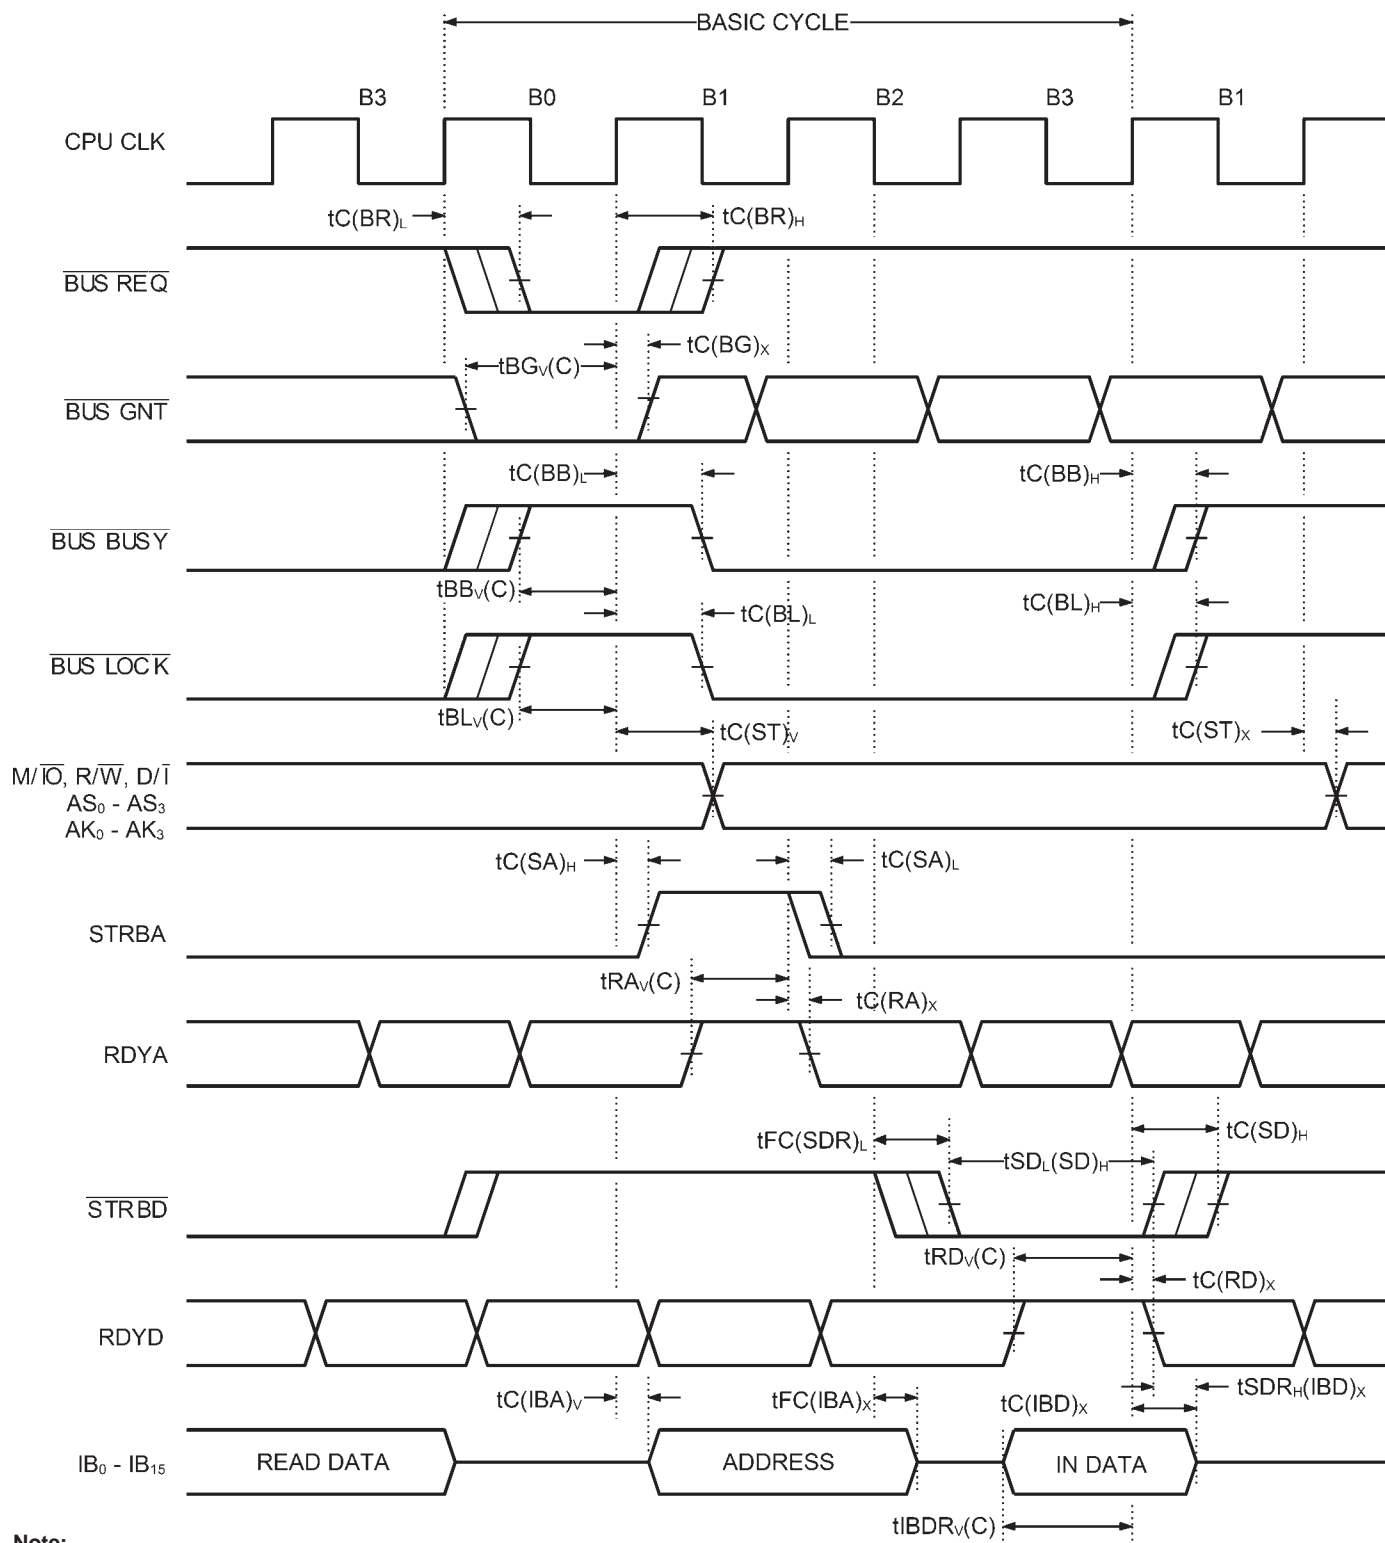 BASIC CYCLE
B3 B0 B1 B2 B3 B1
CPU CLK
tC(BR)L tC(BR)H
BUS REQ
tC(BG)X
tBGV(C)
BUS GNT
tC(BB)L tC(BB)H
BUS BUSY
tBBV(C)
tC(BL)L tC(BL)H
BUS LOCK
tBLV(C)
tC(ST)V tC(ST)X
M/IO, R/W, D/I
AS0 - AS3
AK0 - AK3
tC(SA)H tC(SA)L
STRBA
tRAV(C)
tC(RA)X
RDYA
tFC(SDR)L tC(SD)H
tSDL(SD)H
STRBD
tRDV(C)
tC(RD)X
RDYD
tC(IBA)V tFC(IBA)X tC(IBD)X tSDRH(IBD)X
IB0 - IB15 READ DATA ADDRESS IN DATA
tIBDRV(C)
Note: